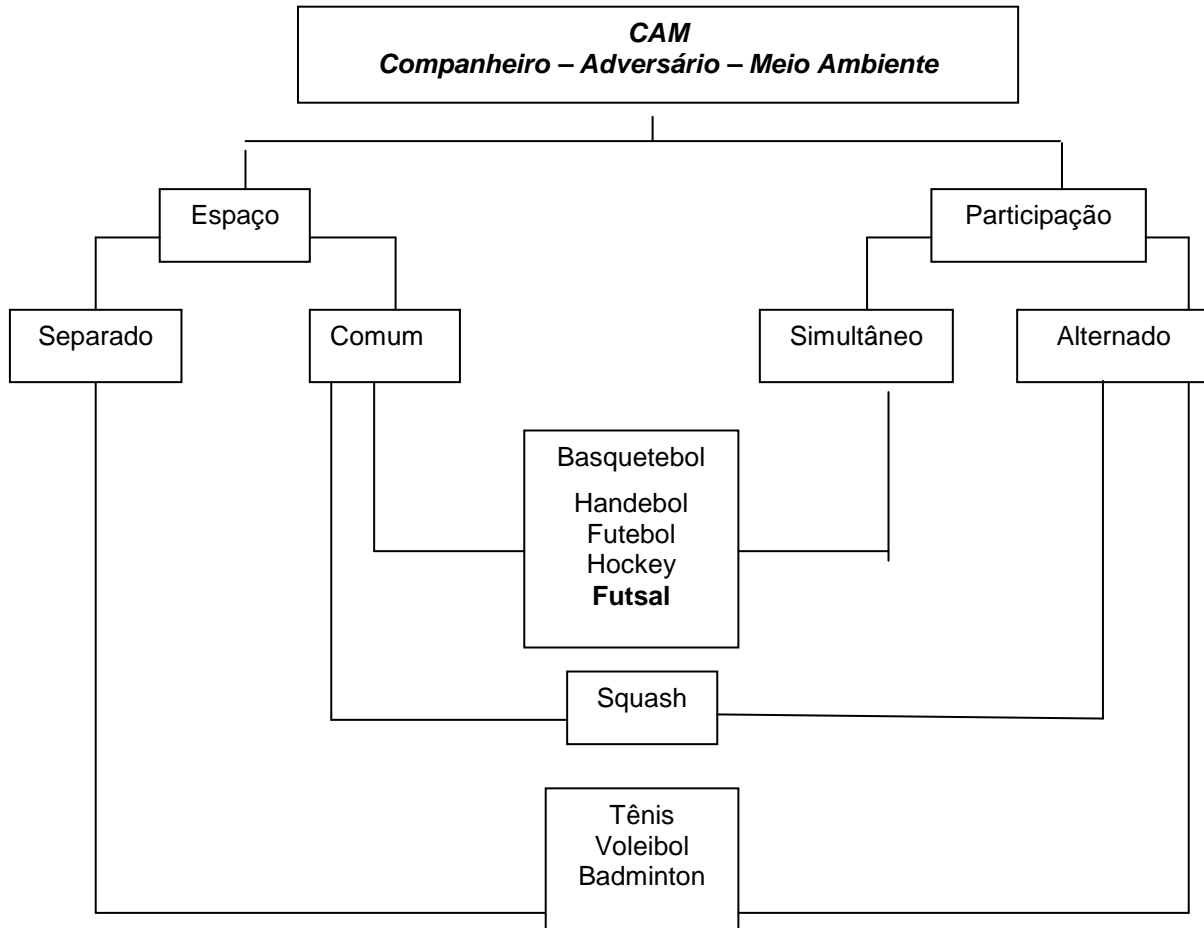 CAM
Companheiro – Adversário – Meio Ambiente
Espaço
Participação
Separado
Comum
Simultâneo
Alternado
Basquetebol
Handebol
Futebol
Hockey
Futsal
Squash
Tênis
Voleibol
Badminton